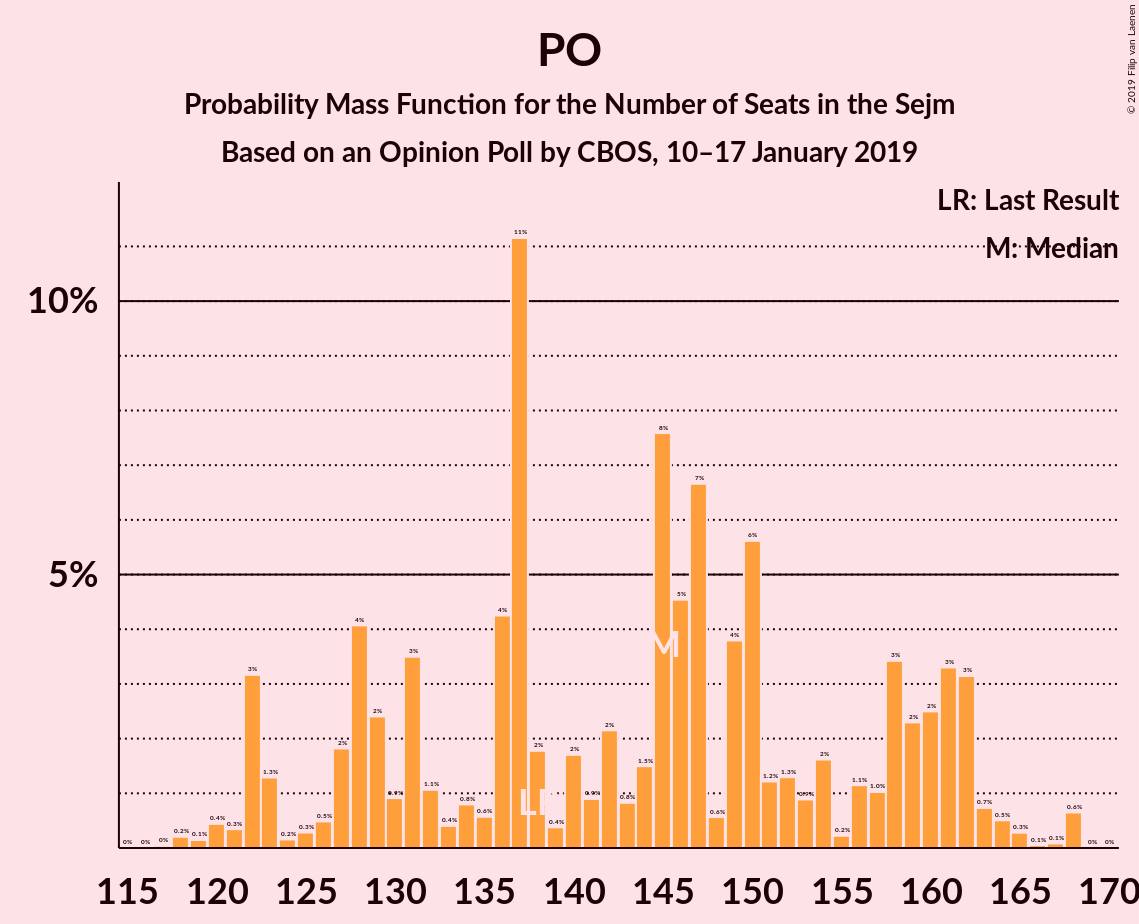 © 2019 Filip van Laenen
PO
Probability Mass Function for the Number of Seats in the Sejm
Based on an Opinion Poll by CBOS, 10–17 January 2019
LR: Last Result
M: Median
10%
5%
0% 0% 0% 0.2% 0.1% 0.4% 0.3% 3% 1.3% 0.2% 0.3% 0.5% 2% 4% 2% 0.9% 3% 1.1% 0.4% 0.8% 0.6% 4% 11% 2% 0.4% 2% 0.9% 2% 0.8% 1.5% 8% 5% 7% 0.6% 4% 6% 1.2% 1.3% 0.9% 2% 0.2% 1.1% 1.0% 3% 2% 2% 3% 3% 0.7% 0.5% 0.3% 0.1% 0.1% 0.6% 0% 0%
M
LR
115 120 125 130 135 140 145 150 155 160 165 170